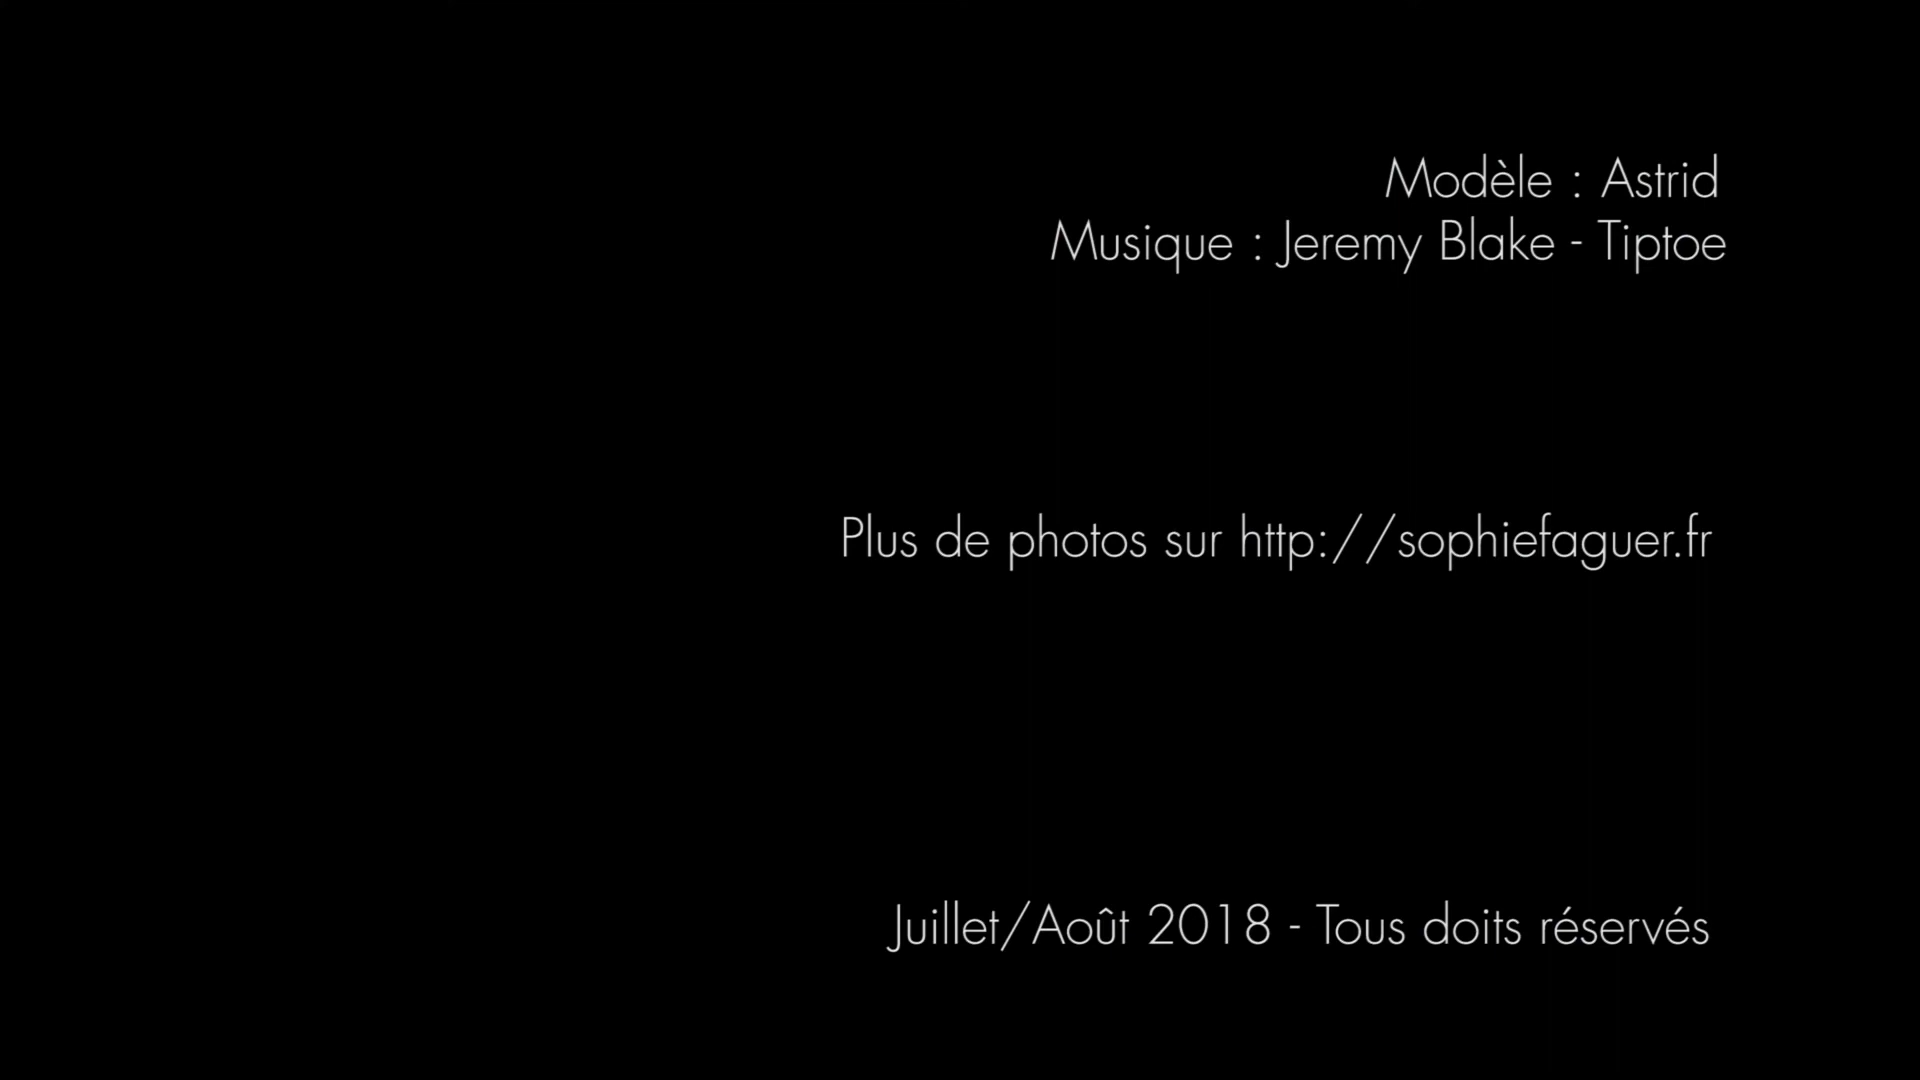 Modèle : Astrid
Musique : Jeremy Blake - Tiptoe
Plus de photos sur http://sophiefaguer.fr
Juillet/Août 2018 - Tous doits réservés